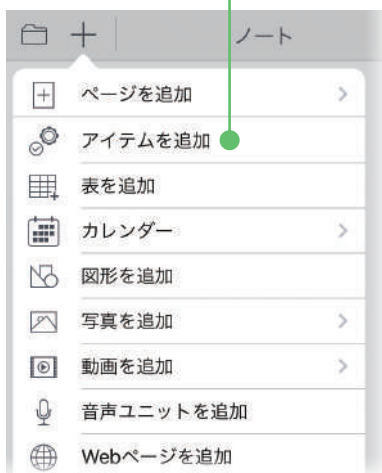 ノート
ページを追加
アイテムを追加
表を追加
カレンダー
図形を追加
写真を追加
動画を追加
音声ユニットを追加
Webページを追加